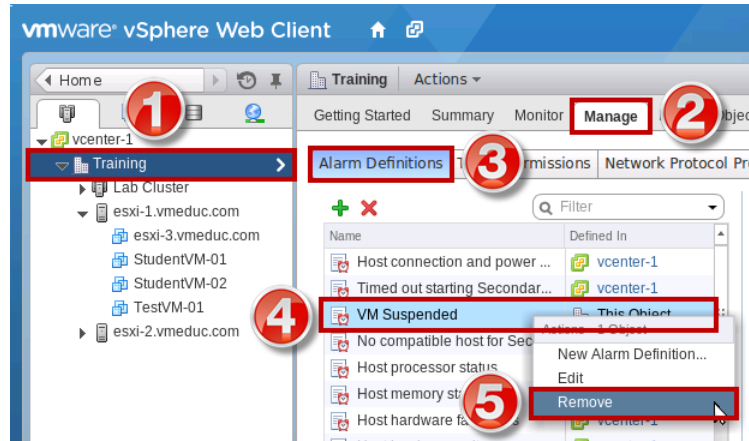 vmware® vSphere Web Client
Home
Training Actions
1
Getting Started Summary Monitor Manage
2
vcenter-1
Training
Alarm Definitions
3
Network Protocol
Lab Cluster
esxi-1.vmeduc.com
Filter
esxi-3.vmeduc.com
Name Defined In
StudentVM-01
Host connection and power ... vcenter-1
StudentVM-02
Timed out starting Secondar... vcenter-1
TestVM-01
4
VM Suspended This Object
esxi-2.vmeduc.com
No compatible host for Sec
Actions - 1 Object
New Alarm Definition...
Host processor status
Edit
Host memory
5
Remove
Host hardware vcenter-1